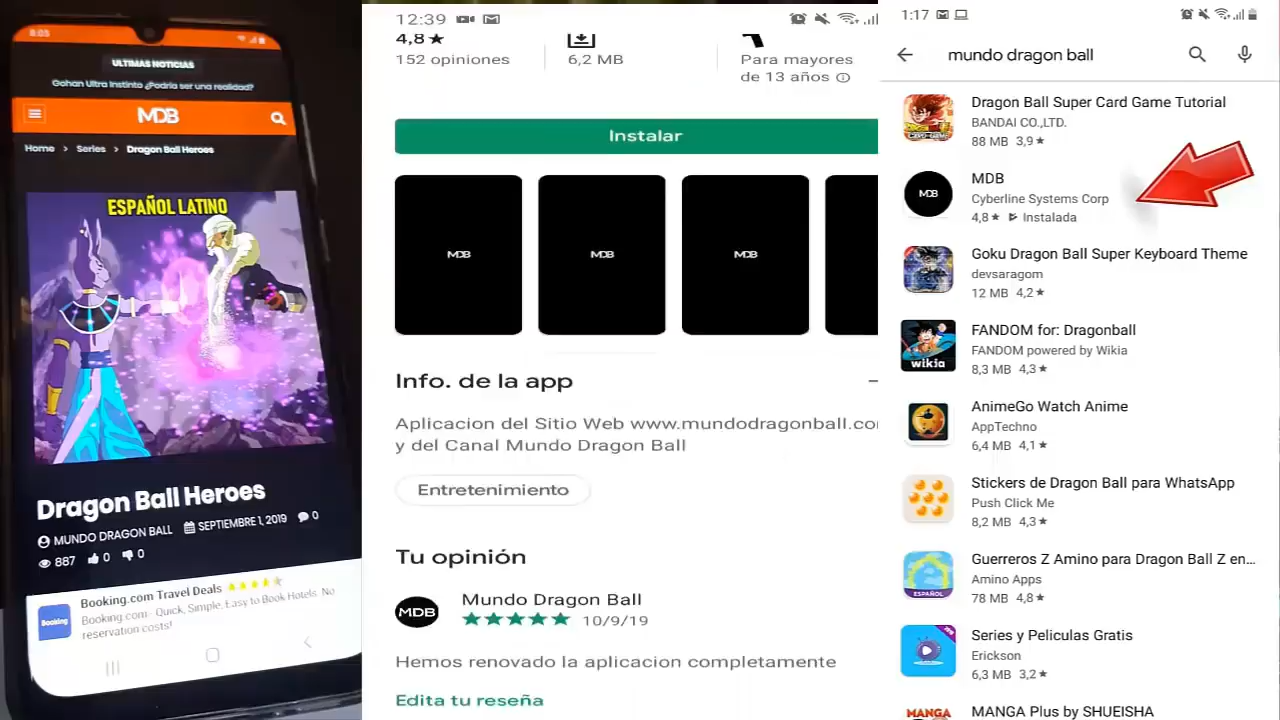 8:05
ULTIMAS NOTICIAS
Gohan Ultra Instinto ¿Podria ser una realidad?
MDB
Home > Series > Dragon Ball Heroes
ESPAÑOL LATINO
Dragon Ball Heroes
MUNDO DRAGON BALL SEPTIEMBRE 1, 2019 0
887 0 0
Booking.com Travel Deals
Booking.com - Quick, Simple, Easy to Book Hotels. No
reservation costs!
Booking
12:39
4,8 ★
152 opiniones
6,2 MB
Para mayores
de 13 años
Instalar
MDB
MDB
MDB
Info. de la app
Aplicacion del Sitio Web www.mundodragonball.co
y del Canal Mundo Dragon Ball
Entretenimiento
Tu opinión
MDB
Mundo Dragon Ball
★★★★★ 10/9/19
Hemos renovado la aplicacion completamente
Edita tu reseña
1:17
mundo dragon ball
Dragon Ball Super Card Game Tutorial
BANDAI CO.,LTD.
88 MB 3,9 ★
MDB
MDB
Cyberline Systems Corp
4,8 ★ Instalada
Goku Dragon Ball Super Keyboard Theme
devsaragom
12 MB 4,2 ★
wikia
FANDOM for: Dragonball
FANDOM powered by Wikia
8,3 MB 4,3 ★
AnimeGo Watch Anime
AppTechno
6,4 MB 4,1 ★
Stickers de Dragon Ball para WhatsApp
Push Click Me
8,2 MB 4,3 ★
ESPAÑOL
Guerreros Z Amino para Dragon Ball Z en...
Amino Apps
78 MB 4,8 ★
Series y Peliculas Gratis
Erickson
6,3 MB 3,2 ★
MANGA
MANGA Plus by SHUEISHA